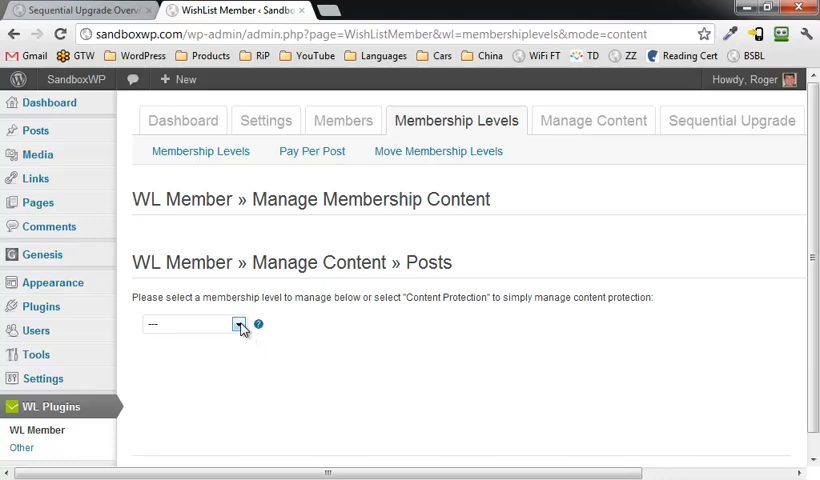 Sequential Upgrade Overv
WishList Member ‹ Sandbo
sandboxwp.com/wp-admin/admin.php?page=WishListMember&wl=membershiplevels&mode=content
Gmail GTW WordPress Products RiP YouTube Languages Cars China WiFi FT TD ZZ Reading Cert BSBL
SandboxWP + New Howdy, Roger
Dashboard
Posts
Media
Links
Pages
Comments
Genesis
Appearance
Plugins
Users
Tools
Settings
WL Plugins
WL Member
Other
Dashboard Settings Members Membership Levels Manage Content Sequential Upgrade
Membership Levels Pay Per Post Move Membership Levels
WL Member » Manage Membership Content
WL Member » Manage Content » Posts
Please select a membership level to manage below or select "Content Protection" to simply manage content protection:
--- ?